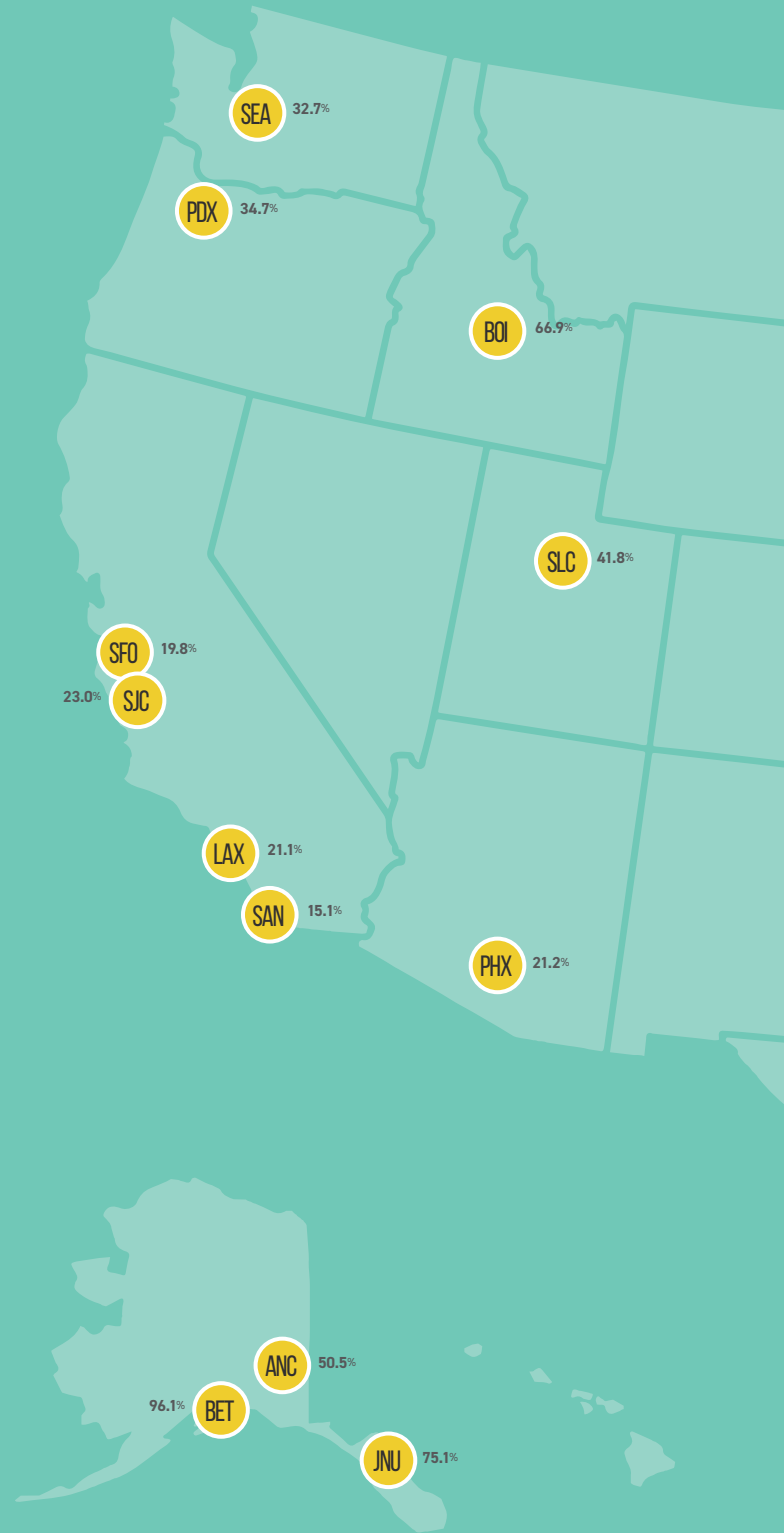 SEA 32.7%
PDX 34.7%
BOI 66.9%
SLC 41.8%
SFO 19.8%
23.0% SJC
LAX 21.1%
SAN 15.1%
PHX 21.2%
ANC 50.5%
96.1% BET
JNU 75.1%